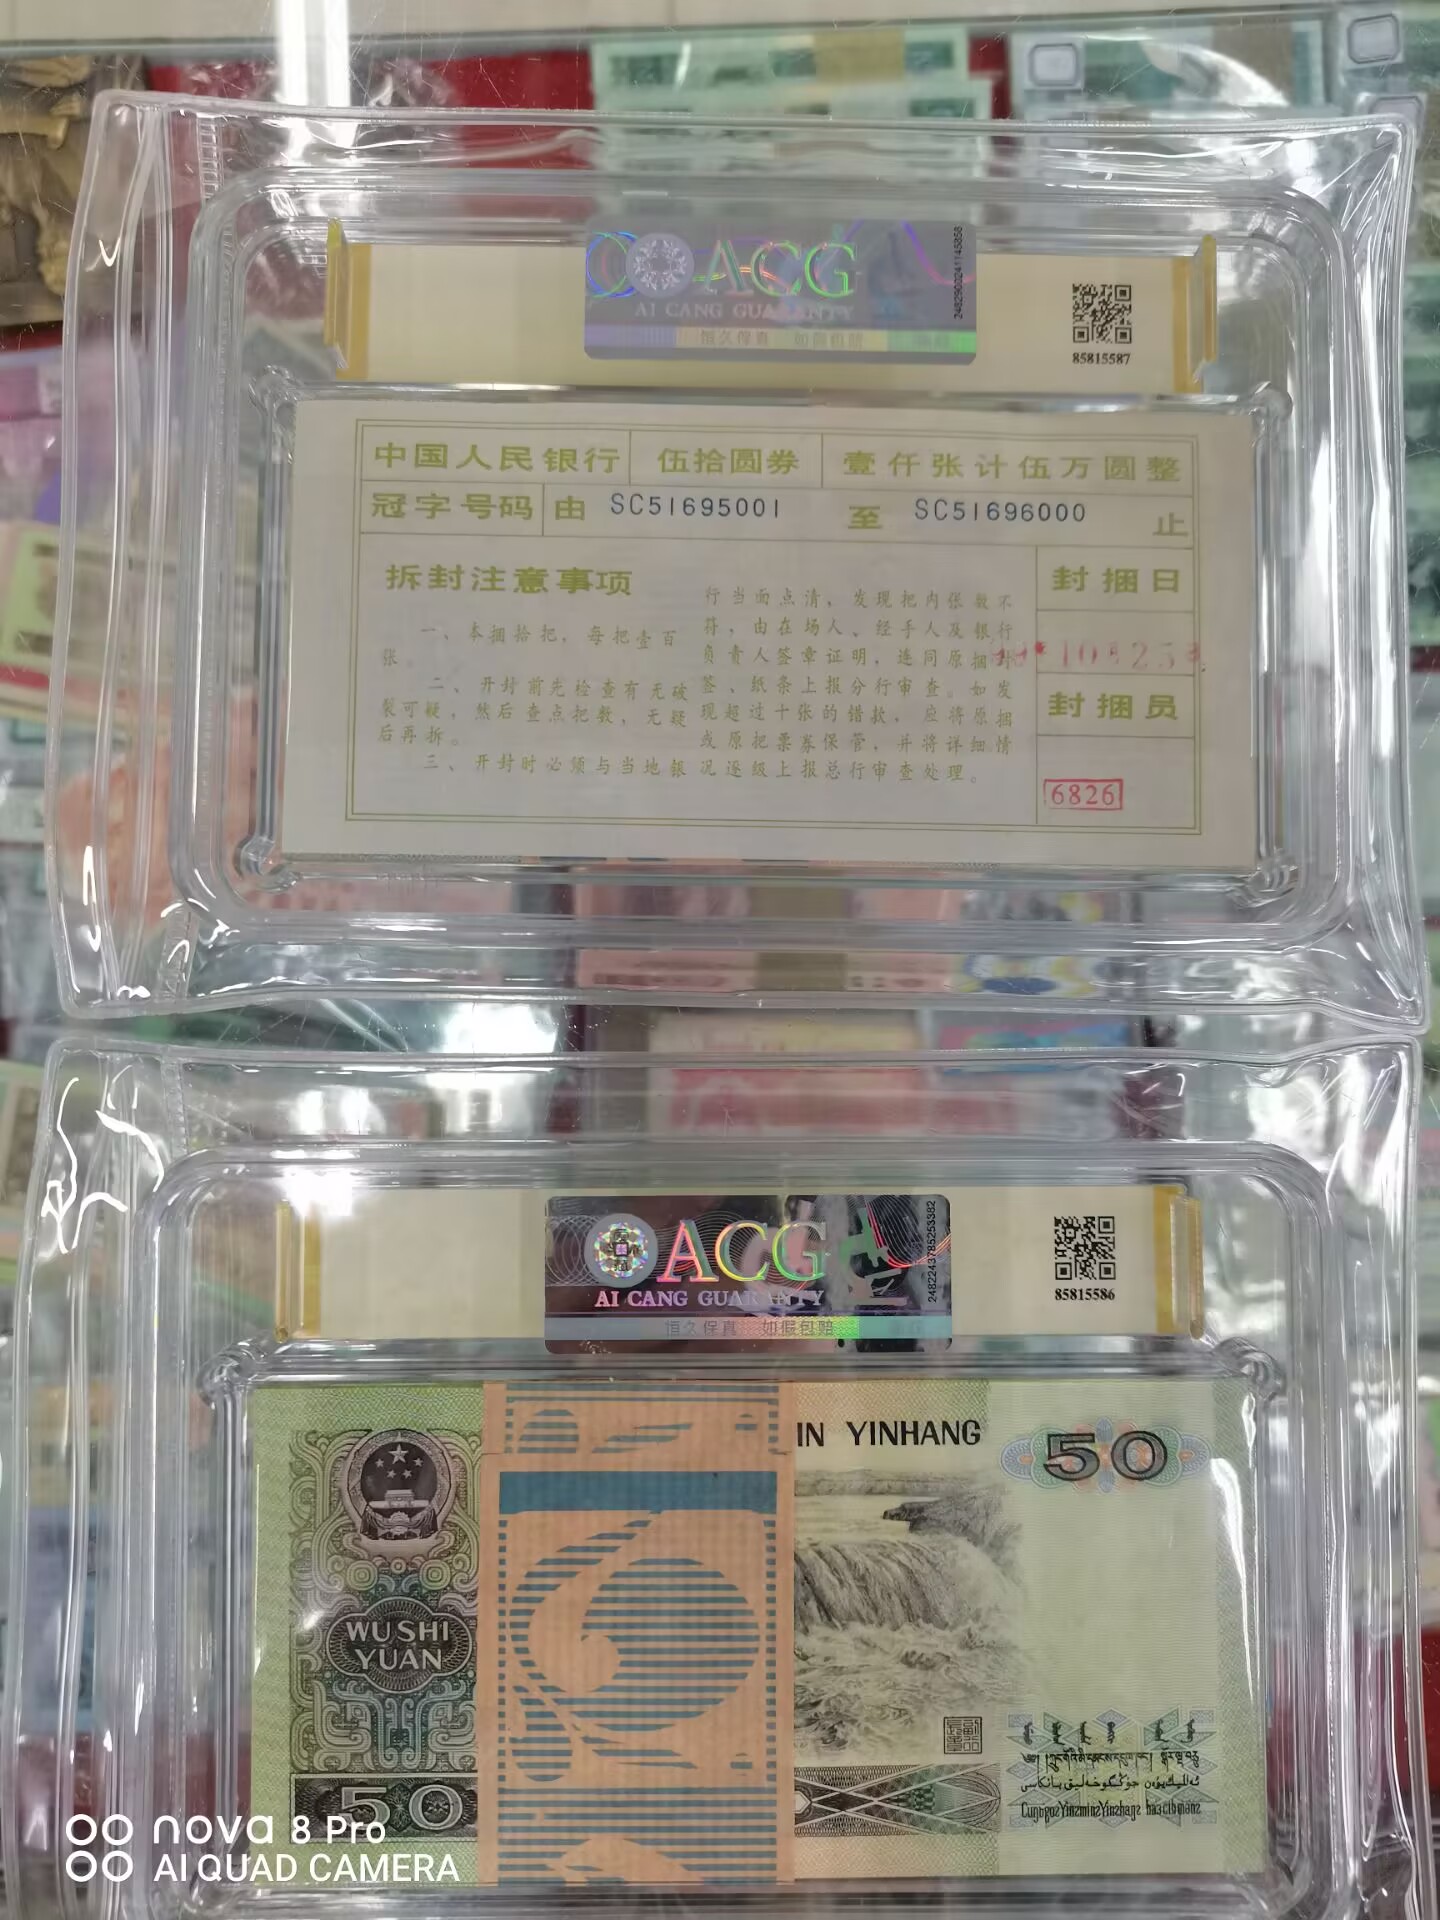 ACG
AI CANG GUARANTY
恒久保真 如假包赔
85815587
中国人民银行 伍拾圆券 壹仟张计伍万圆整
冠字号码 由 SC51695001 至 SC51696000 止
拆封注意事项
一、本捆拾把，每把壹百
张。
二、开封前先检查有无破
裂可疑，然后查点把数，无疑
后再拆。
三、开封时必须与当地银
行当面点清，发现把内张数不
符，由在场人、经手人及银行
负责人签章证明，连同原捆封
签、纸条上报分行审查。如发
现超过十张的错款，应将原捆
或原把票券保管，并将详细情
况逐级上报总行审查处理。
封捆日
封捆员
6826
ACG
AI CANG GUARANTY
恒久保真 如假包赔
2482243785253382
85815586
IN YINHANG
50
WU SHI
YUAN
50
Cungũgoz Yinzminz Yinzhangz
nova 8 Pro
AI QUAD CAMERA